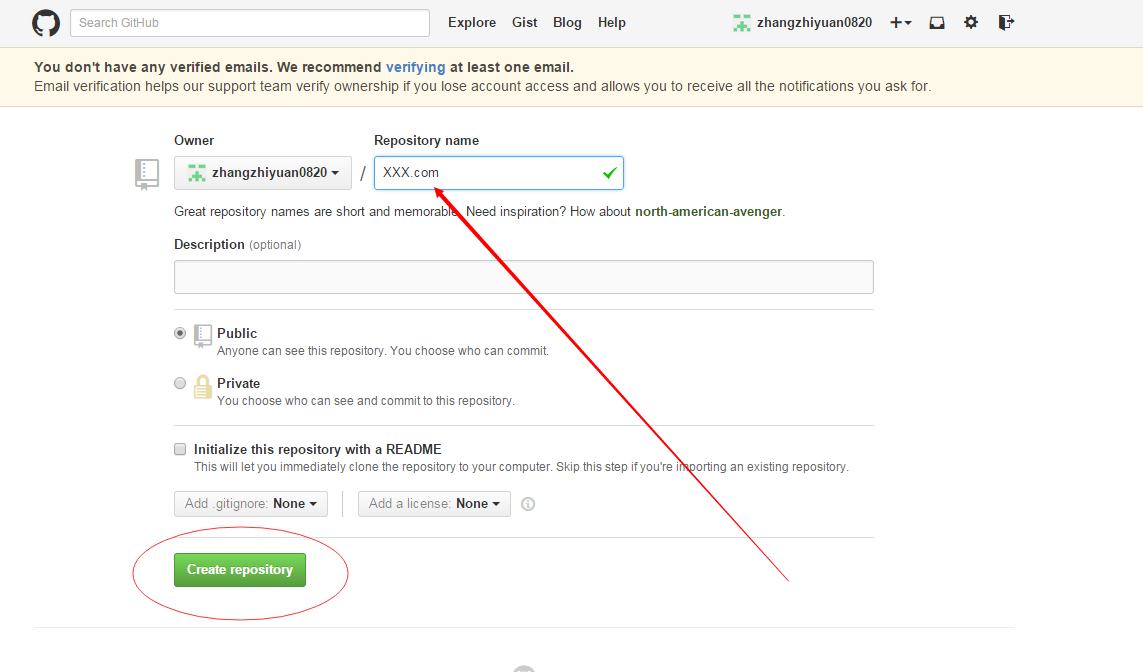 Search GitHub Explore Gist Blog Help zhangzhiyuan0820
You don't have any verified emails. We recommend verifying at least one email.
Email verification helps our support team verify ownership if you lose account access and allows you to receive all the notifications you ask for.
Owner Repository name
zhangzhiyuan0820 / XXX.com
Great repository names are short and memorable. Need inspiration? How about north-american-avenger.
Description (optional)
Public
Anyone can see this repository. You choose who can commit.
Private
You choose who can see and commit to this repository.
Initialize this repository with a README
This will let you immediately clone the repository to your computer. Skip this step if you're importing an existing repository.
Add .gitignore: None Add a license: None
Create repository